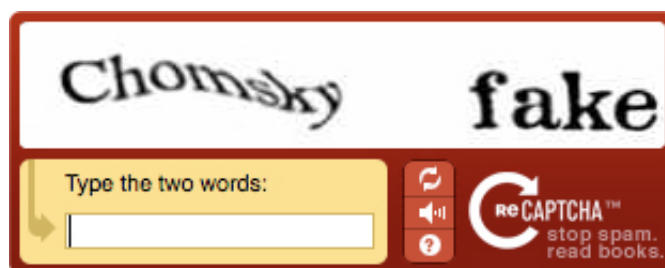 Chomsky fake
Type the two words:
ReCAPTCHA™
stop spam.
read books.